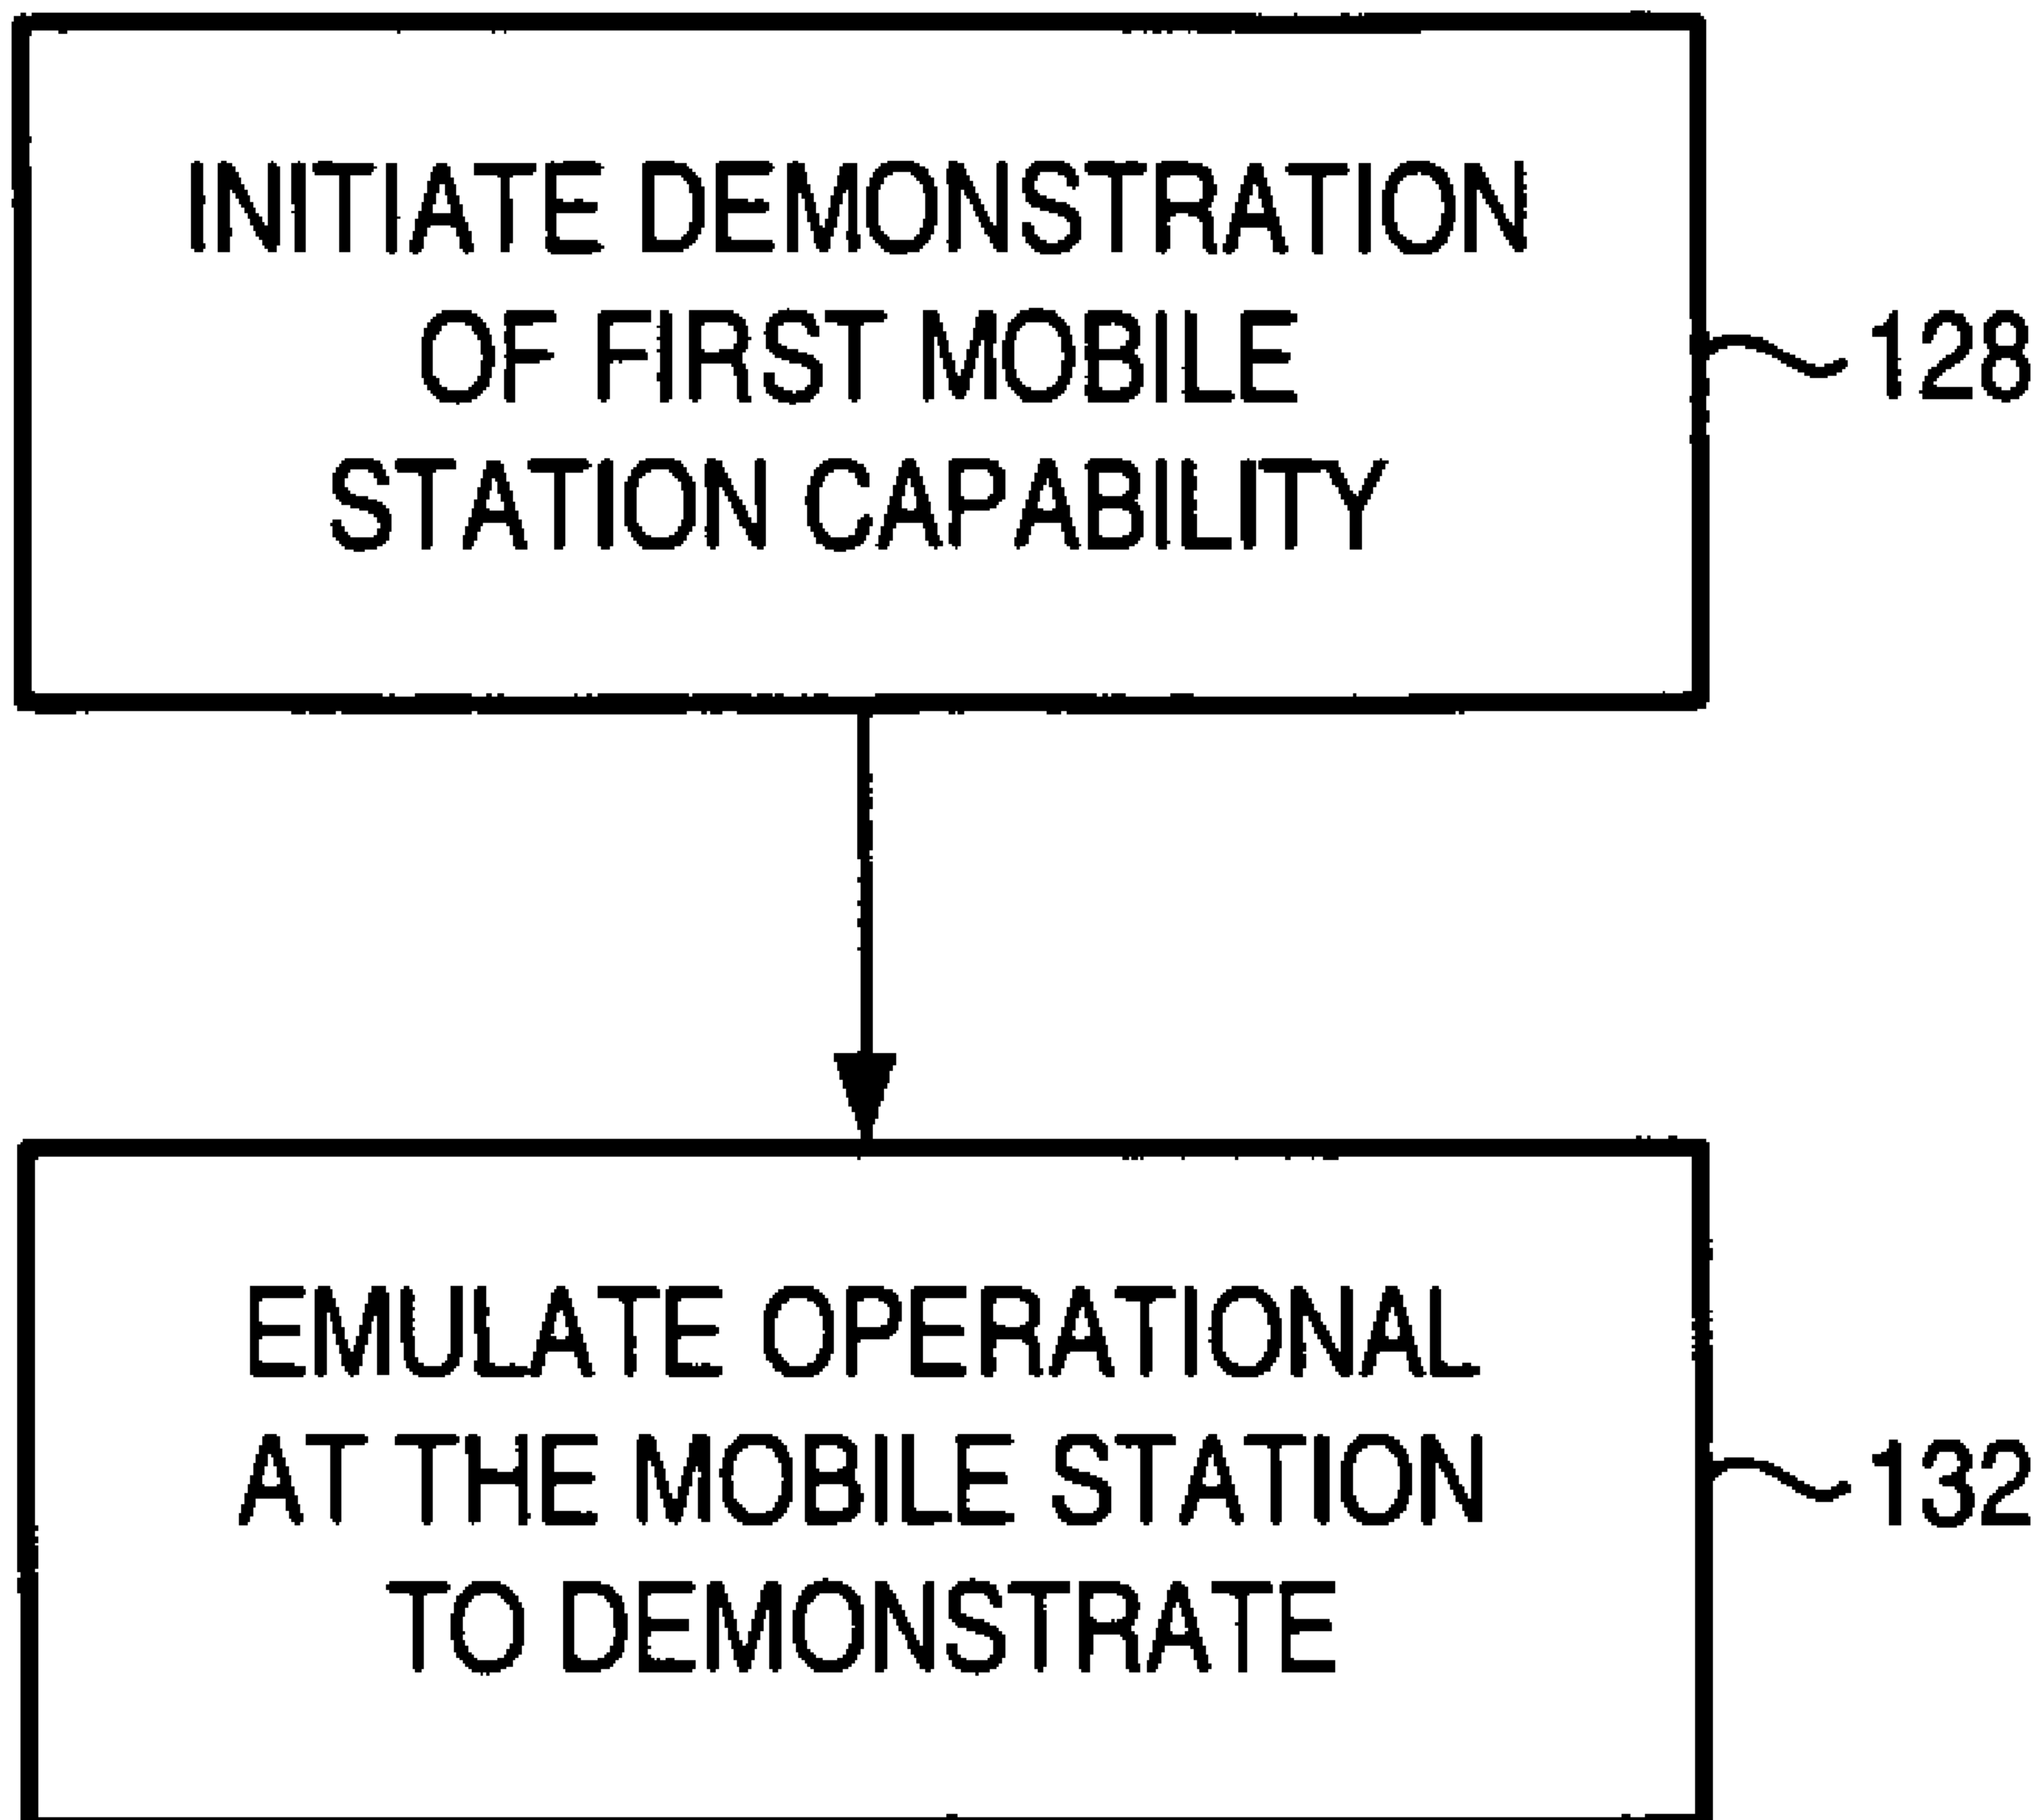 INITIATE DEMONSTRATION
OF FIRST MOBILE
STATION CAPABILITY
128
EMULATE OPERATIONAL
AT THE MOBILE STATION
TO DEMONSTRATE
132